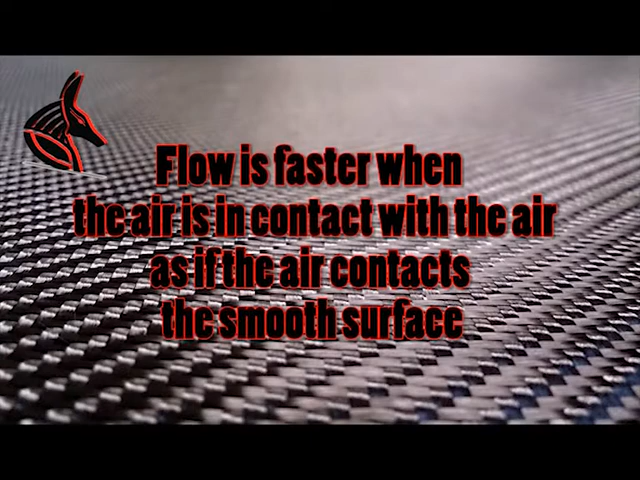 Flow is faster when
the air is in contact with the air
as if the air contacts
the smooth surface